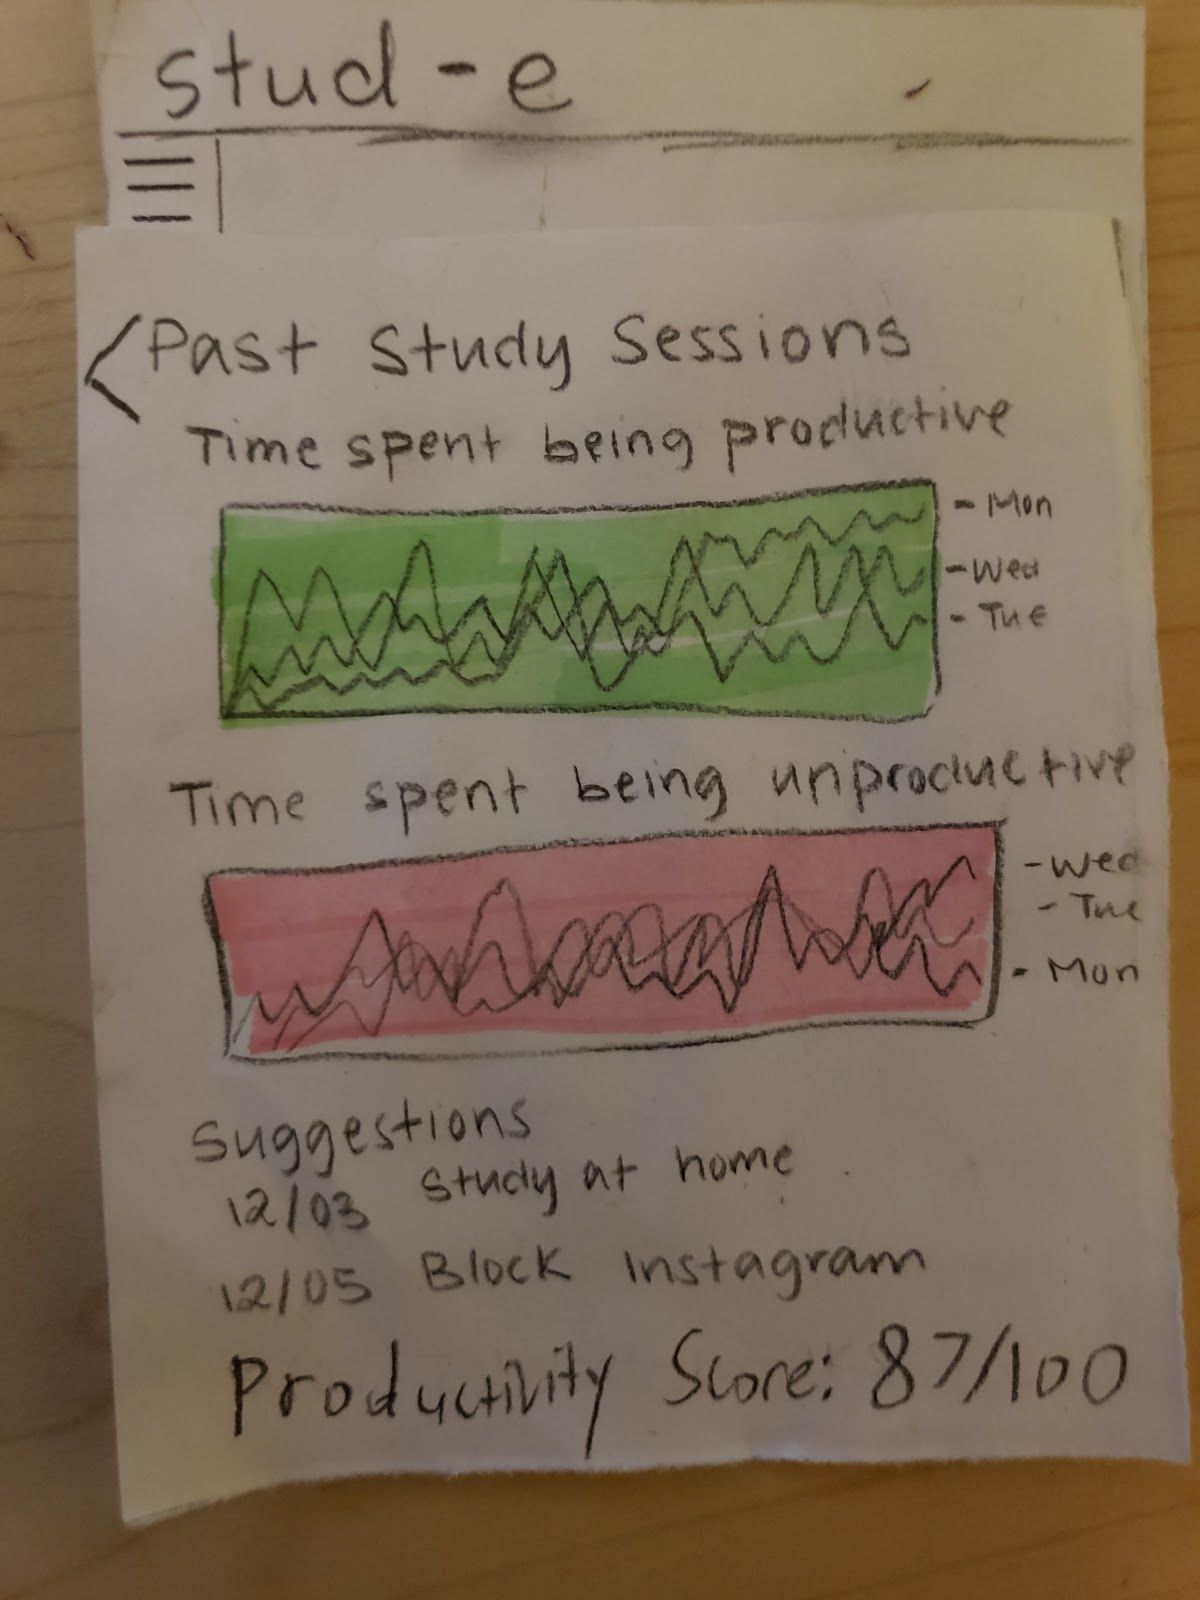 stud-e
Past study sessions
Time spent being productive
- Mon
- Wed
- Tue
Time spent being unproductive
- Wed
- Tue
- Mon
Suggestions
12/03 Study at home
12/05 Block Instagram
Productivity Score: 87/100